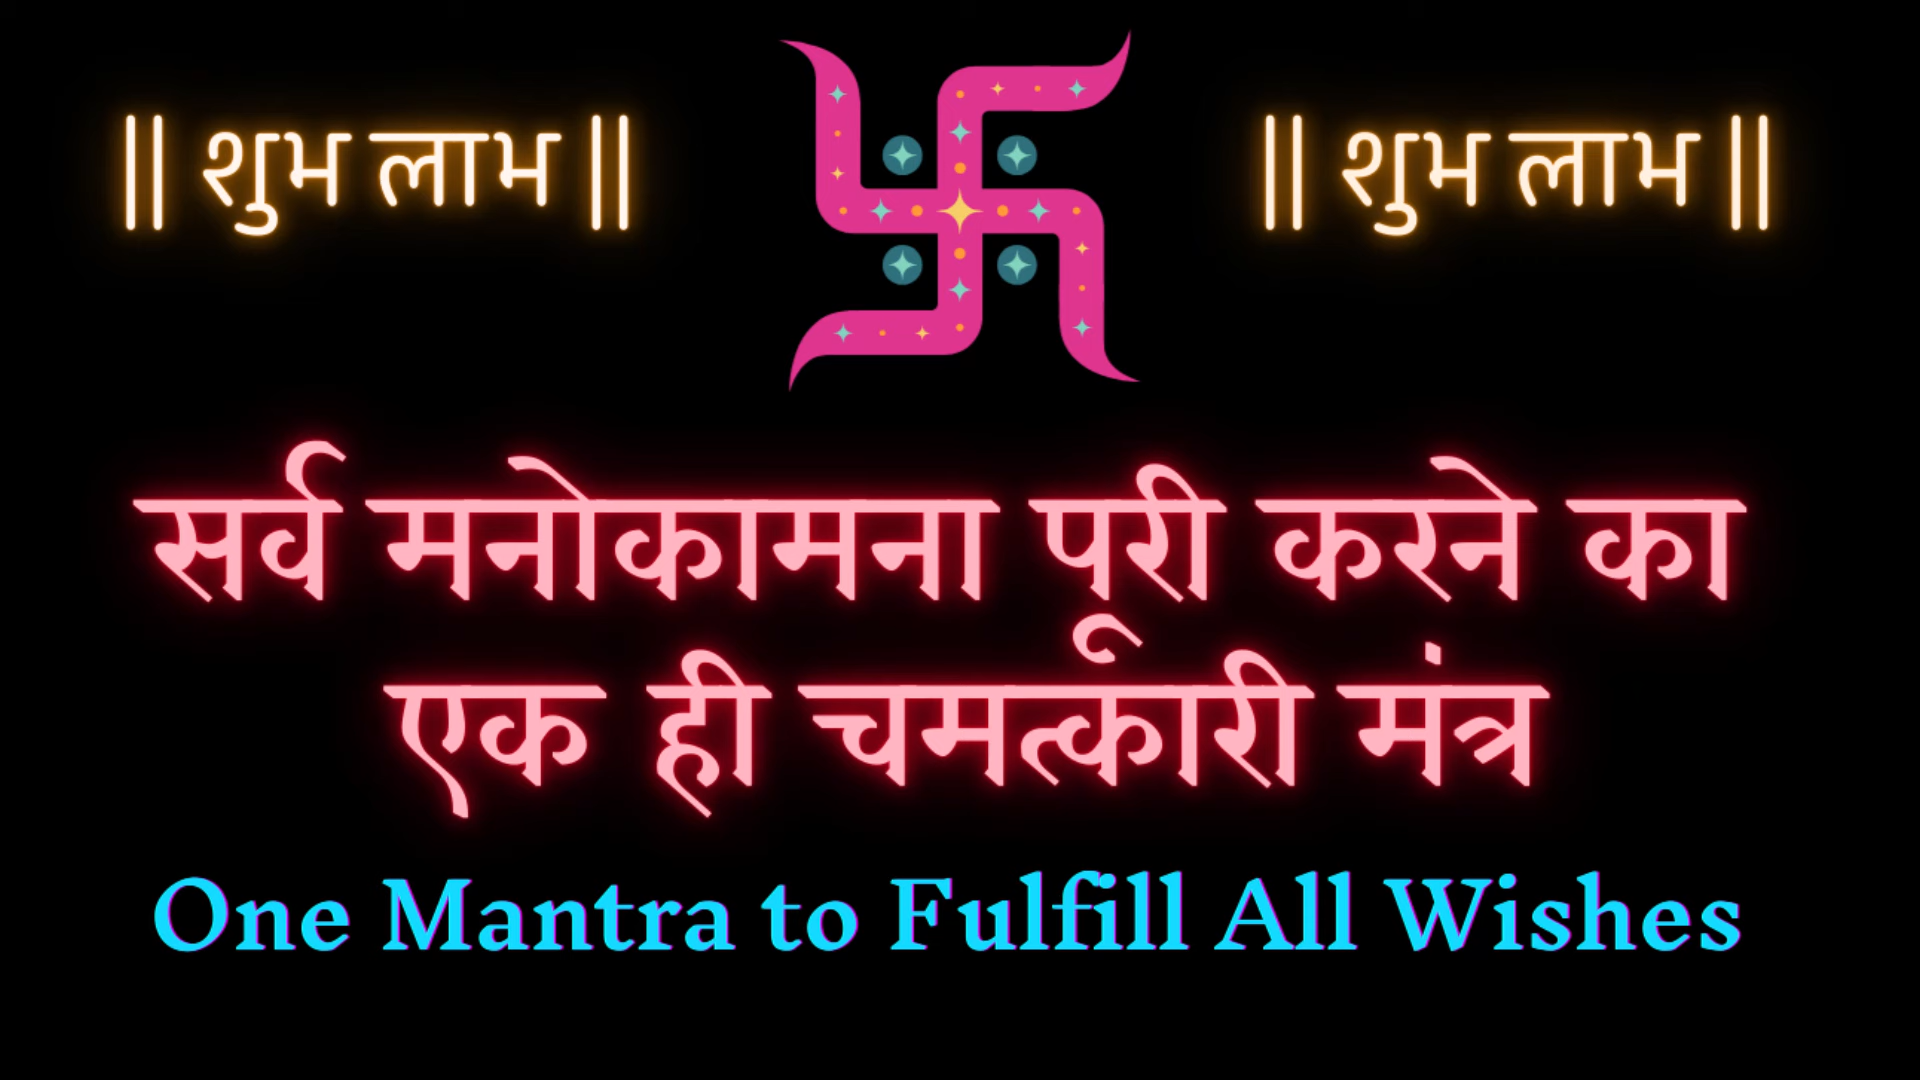 || शुभ लाभ || || शुभ लाभ ||
सर्व मनोकामना पूरी करने का
एक ही चमत्कारी मंत्र
One Mantra to Fulfill All Wishes